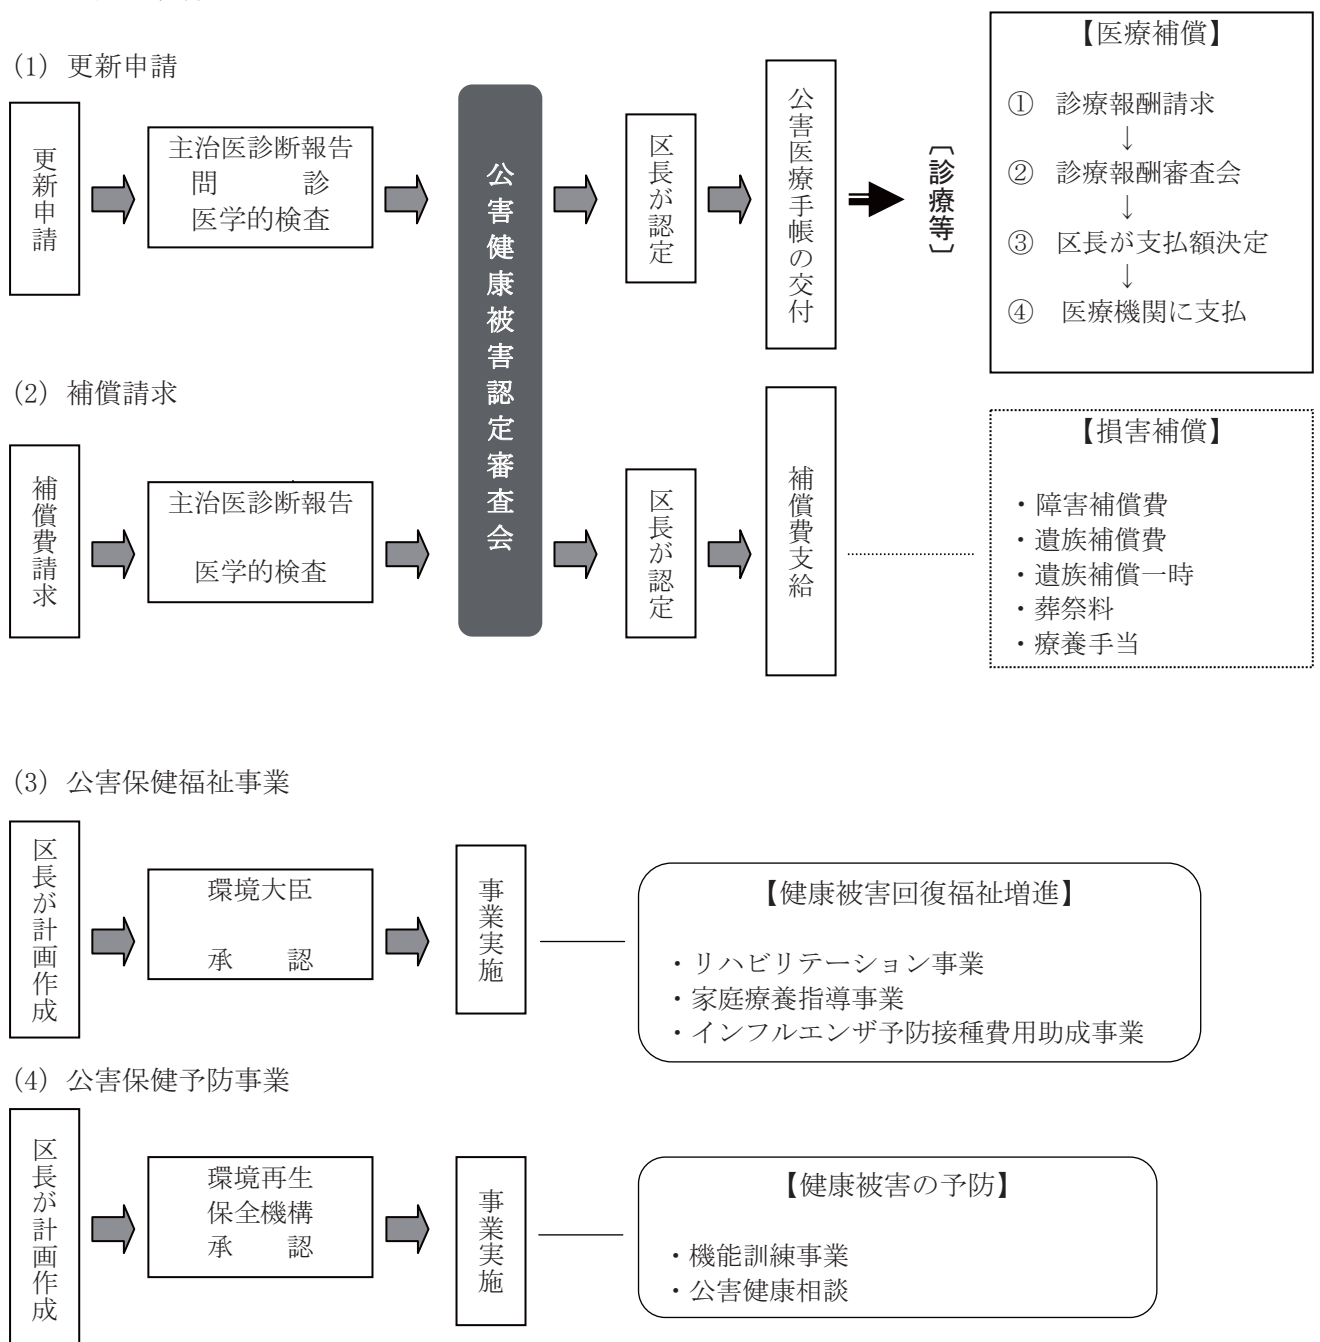 (1) 更新申請
更新申請
主治医診断報告
問　　診
医学的検査
公害健康被害認定審査会
区長が認定
公害医療手帳の交付
〔診療等〕
【医療補償】
① 診療報酬請求
↓
② 診療報酬審査会
↓
③ 区長が支払額決定
↓
④ 医療機関に支払
(2) 補償請求
補償費請求
主治医診断報告
医学的検査
区長が認定
補償費支給
【損害補償】
・障害補償費
・遺族補償費
・遺族補償一時
・葬祭料
・療養手当
(3) 公害保健福祉事業
区長が計画作成
環境大臣
承　　認
事業実施
【健康被害回復福祉増進】
・リハビリテーション事業
・家庭療養指導事業
・インフルエンザ予防接種費用助成事業
(4) 公害保健予防事業
区長が計画作成
環境再生
保全機構
承　　認
事業実施
【健康被害の予防】
・機能訓練事業
・公害健康相談